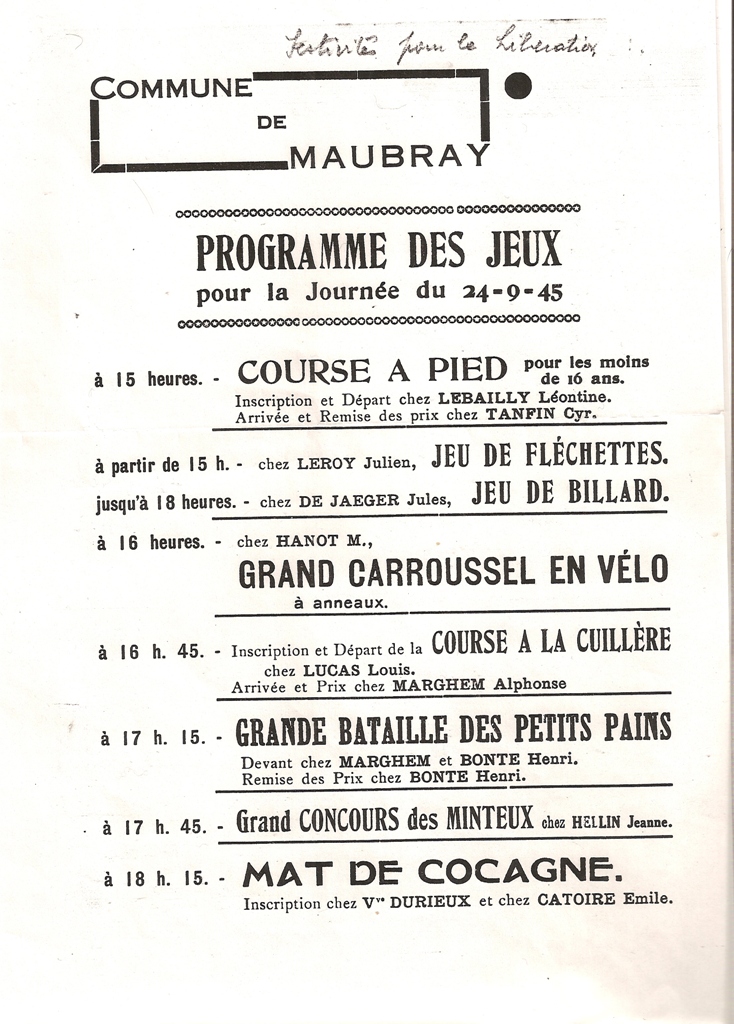 Festivités pour la Libération
COMMUNE
DE
MAUBRAY
PROGRAMME DES JEUX
pour la Journée du 24-9-45
à 15 heures. - COURSE A PIED pour les moins
de 16 ans.
Inscription et Départ chez LEBAILLY Léontine.
Arrivée et Remise des prix chez TANFIN Cyr.
à partir de 15 h. - chez LEROY Julien, JEU DE FLÉCHETTES.
jusqu'à 18 heures. - chez DE JAEGER Jules, JEU DE BILLARD.
à 16 heures. - chez HANOT M.,
GRAND CARROUSSEL EN VÉLO
à anneaux.
à 16 h. 45. - Inscription et Départ de la COURSE A LA CUILLÈRE
chez LUCAS Louis.
Arrivée et Prix chez MARGHEM Alphonse
à 17 h. 15. - GRANDE BATAILLE DES PETITS PAINS
Devant chez MARGHEM et BONTE Henri.
Remise des Prix chez BONTE Henri.
à 17 h. 45. - Grand CONCOURS des MINTEUX chez HELLIN Jeanne.
à 18 h. 15. - MAT DE COCAGNE.
Inscription chez Vve DURIEUX et chez CATOIRE Emile.